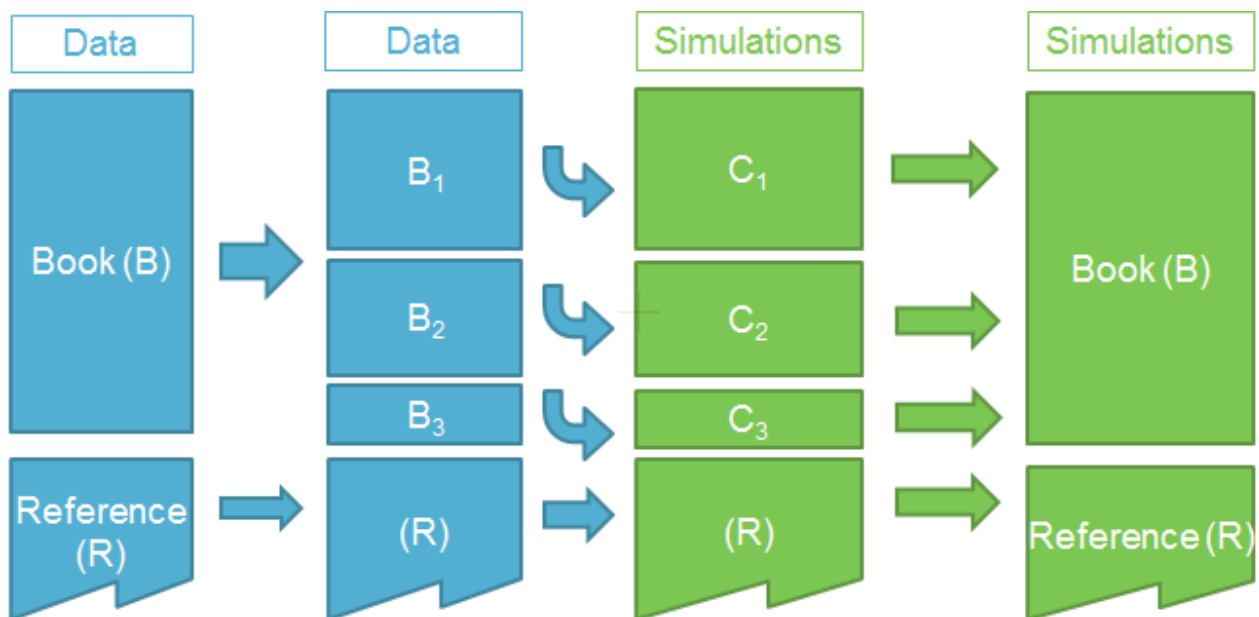 Data
Data
Simulations
Simulations
Book (B)
B₁
C₁
Book (B)
B₂
C₂
B₃
C₃
Reference
(R)
(R)
(R)
Reference (R)